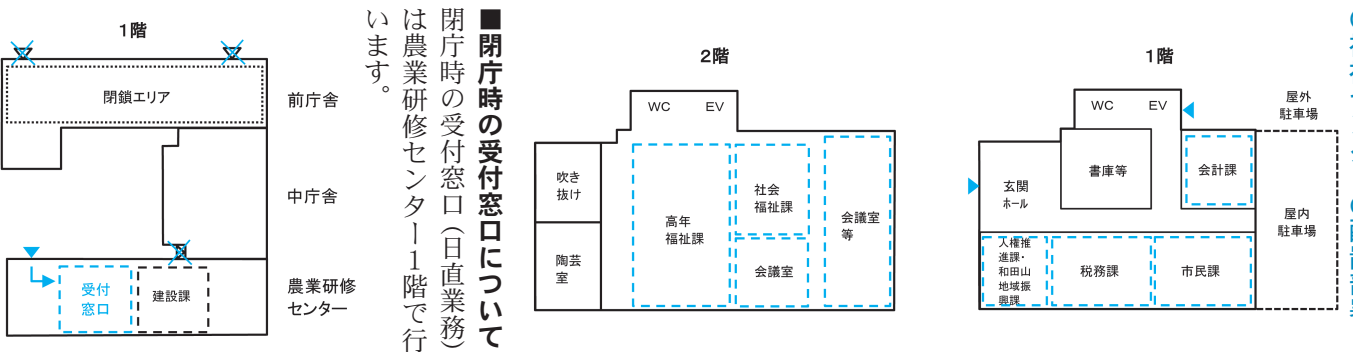 1階
屋外
駐車場
WC
EV
書庫等
会計課
玄関
ホール
屋内
駐車場
人権推
進課・
和田山
地域振
興課
税務課
市民課
2階
WC
EV
吹き
抜け
陶芸
室
高年
福祉課
社会
福祉課
会議室
会議室
等
■閉庁時の受付窓口について
閉庁時の受付窓口(日直業務)
は農業研修センター1階で行
います。
1階
閉鎖エリア
前庁舎
中庁舎
受付
窓口
建設課
農業研修
センター